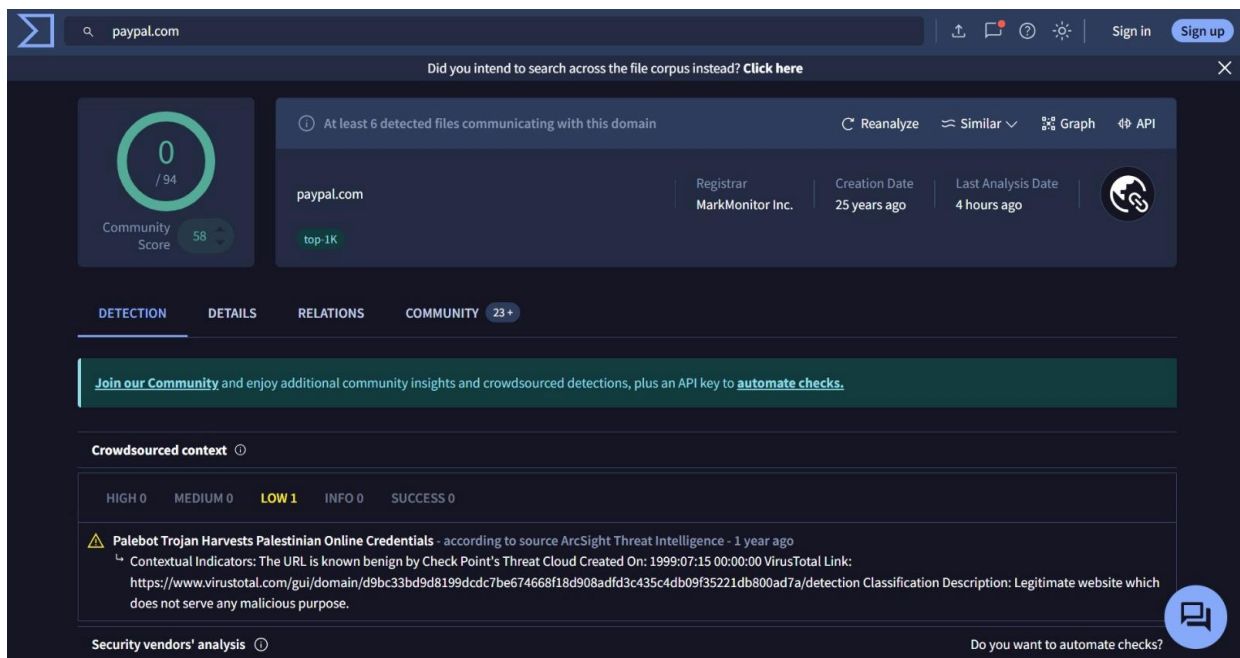 paypal.com
Sign in
Sign up
Did you intend to search across the file corpus instead? Click here
0
/ 94
Community
Score
58
At least 6 detected files communicating with this domain
Reanalyze
Similar
Graph
API
paypal.com
top-1K
Registrar
MarkMonitor Inc.
Creation Date
25 years ago
Last Analysis Date
4 hours ago
DETECTION
DETAILS
RELATIONS
COMMUNITY 23+
Join our Community and enjoy additional community insights and crowdsourced detections, plus an API key to automate checks.
Crowdsourced context
HIGH 0
MEDIUM 0
LOW 1
INFO 0
SUCCESS 0
Palebot Trojan Harvests Palestinian Online Credentials - according to source ArcSight Threat Intelligence - 1 year ago
Contextual Indicators: The URL is known benign by Check Point's Threat Cloud Created On: 1999:07:15 00:00:00 VirusTotal Link:
https://www.virustotal.com/gui/domain/d9bc33bd9d8199dcdc7be674668f18d908adfd3c435c4db09f35221db800ad7a/detection Classification Description: Legitimate website which
does not serve any malicious purpose.
Security vendors' analysis
Do you want to automate checks?